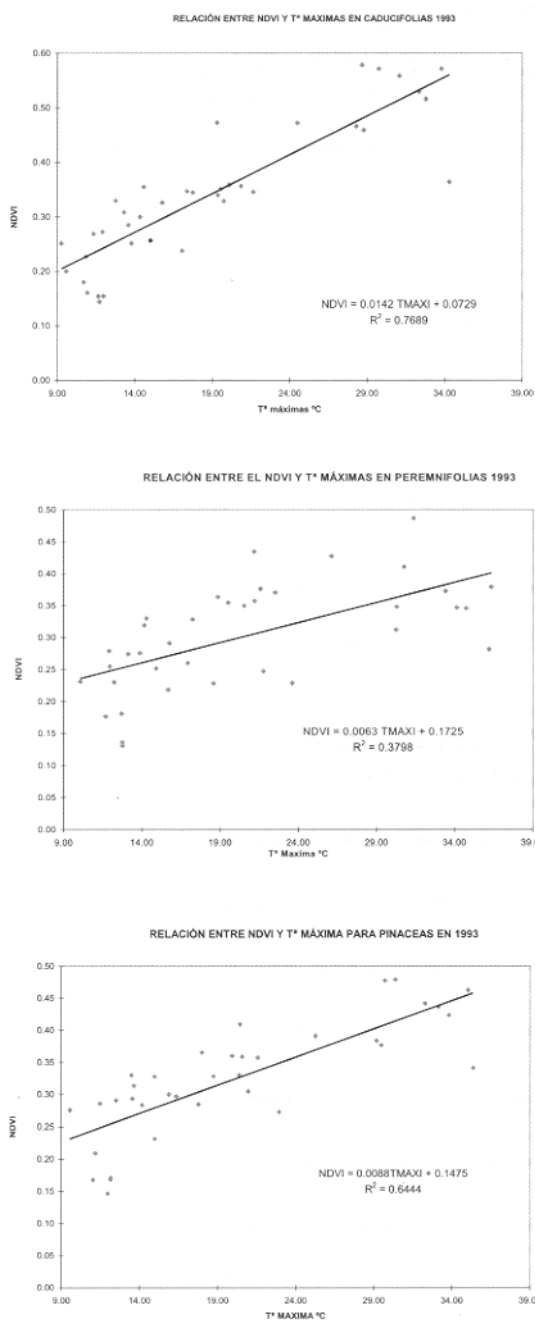 RELACIÓN ENTRE NDVI Y Tª MAXIMAS EN CADUCIFOLIAS 1993
0.60
0.50
0.40
0.30
0.20
0.10
0.00
NDVI
NDVI = 0.0142 TMAXI + 0.0729
R² = 0.7689
9.00 14.00 19.00 24.00 29.00 34.00 39.00
Tª máximas ºC
RELACIÓN ENTRE EL NDVI Y Tª MÁXIMAS EN PEREMNIFOLIAS 1993
0.50
0.45
0.40
0.35
0.30
0.25
0.20
0.15
0.10
0.05
0.00
NDVI
NDVI = 0.0063 TMAXI + 0.1725
R² = 0.3798
9.00 14.00 19.00 24.00 29.00 34.00 39.0
Tª Maxima ºC
RELACIÓN ENTRE NDVI Y Tª MÁXIMA PARA PINACEAS EN 1993
0.50
0.45
0.40
0.35
0.30
0.25
0.20
0.15
0.10
0.05
0.00
NDVI
NDVI = 0.0088TMAXI + 0.1475
R² = 0.6444
9.00 14.00 19.00 24.00 29.00 34.00 39.0
Tª MAXIMA ºC